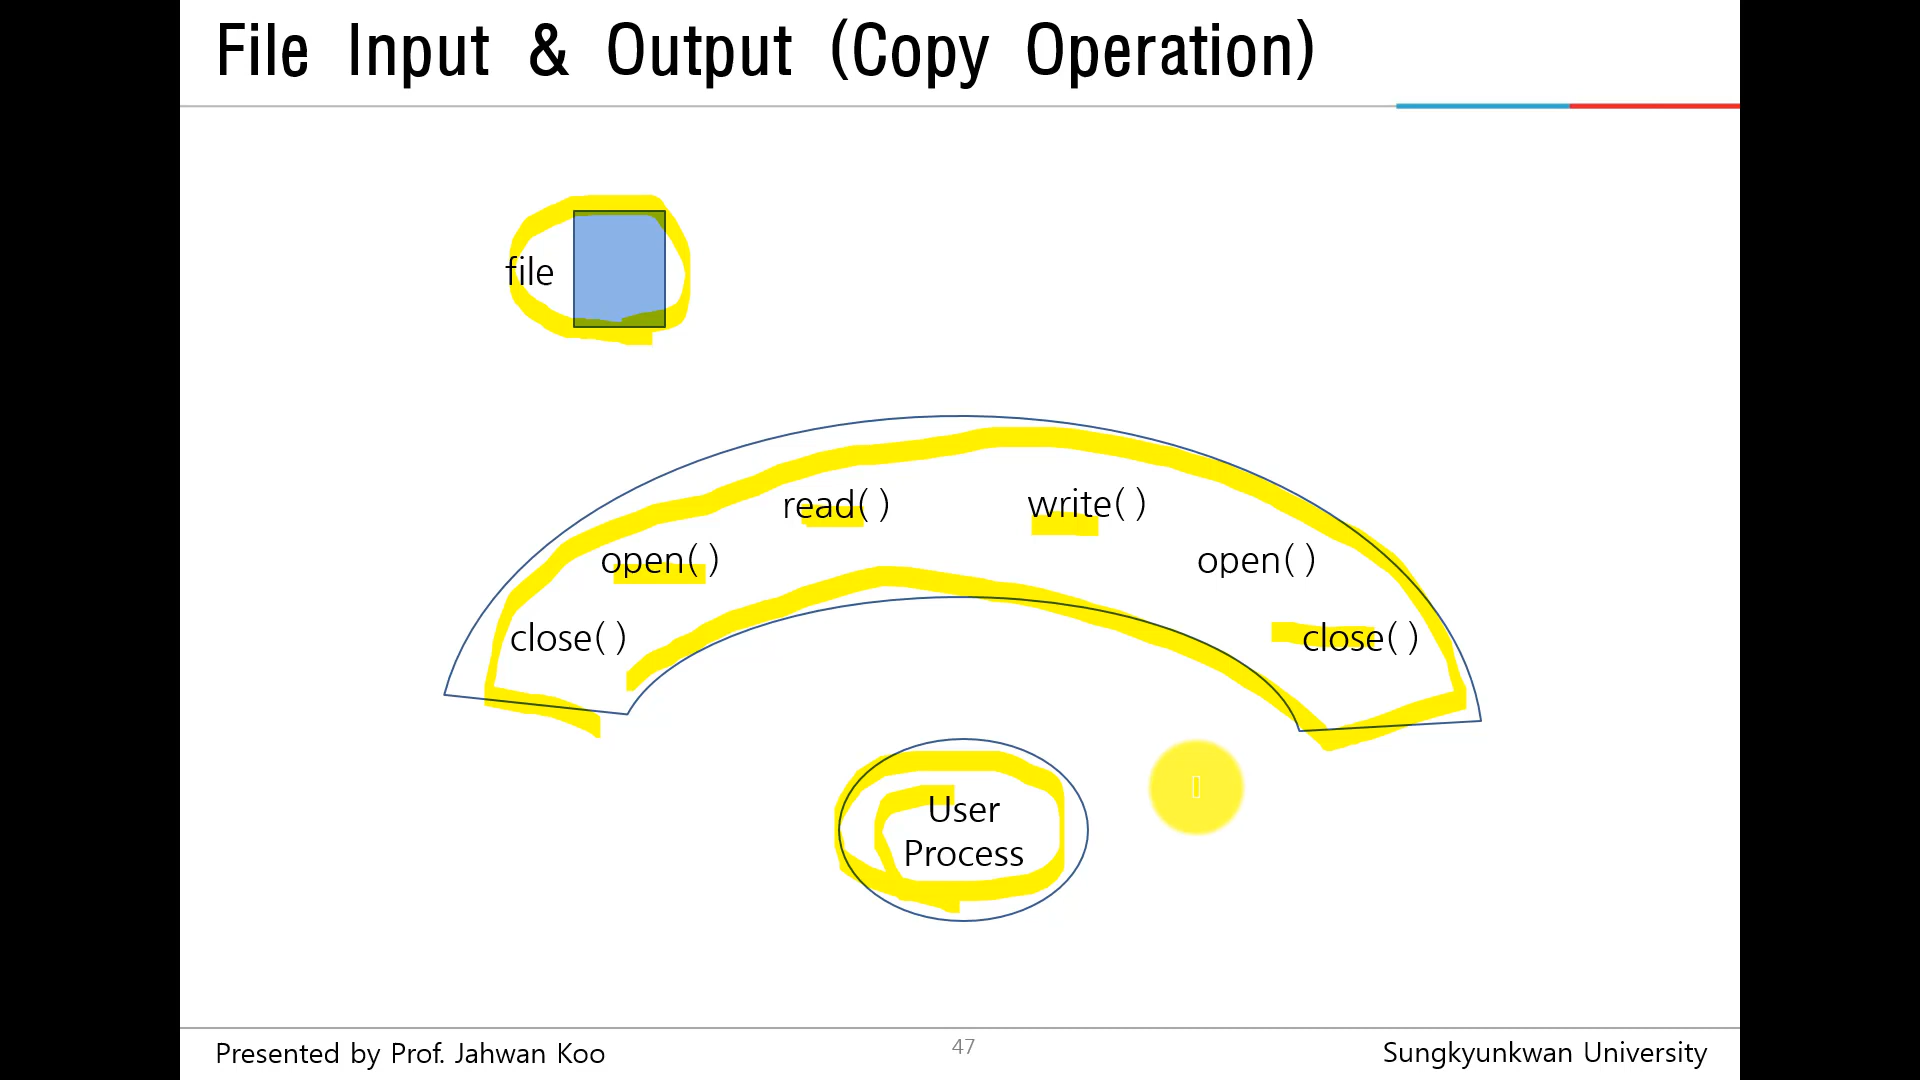 File Input & Output (Copy Operation)
file
read()
write()
open()
open()
close()
close()
User
Process
Presented by Prof. Jahwan Koo
47
Sungkyunkwan University